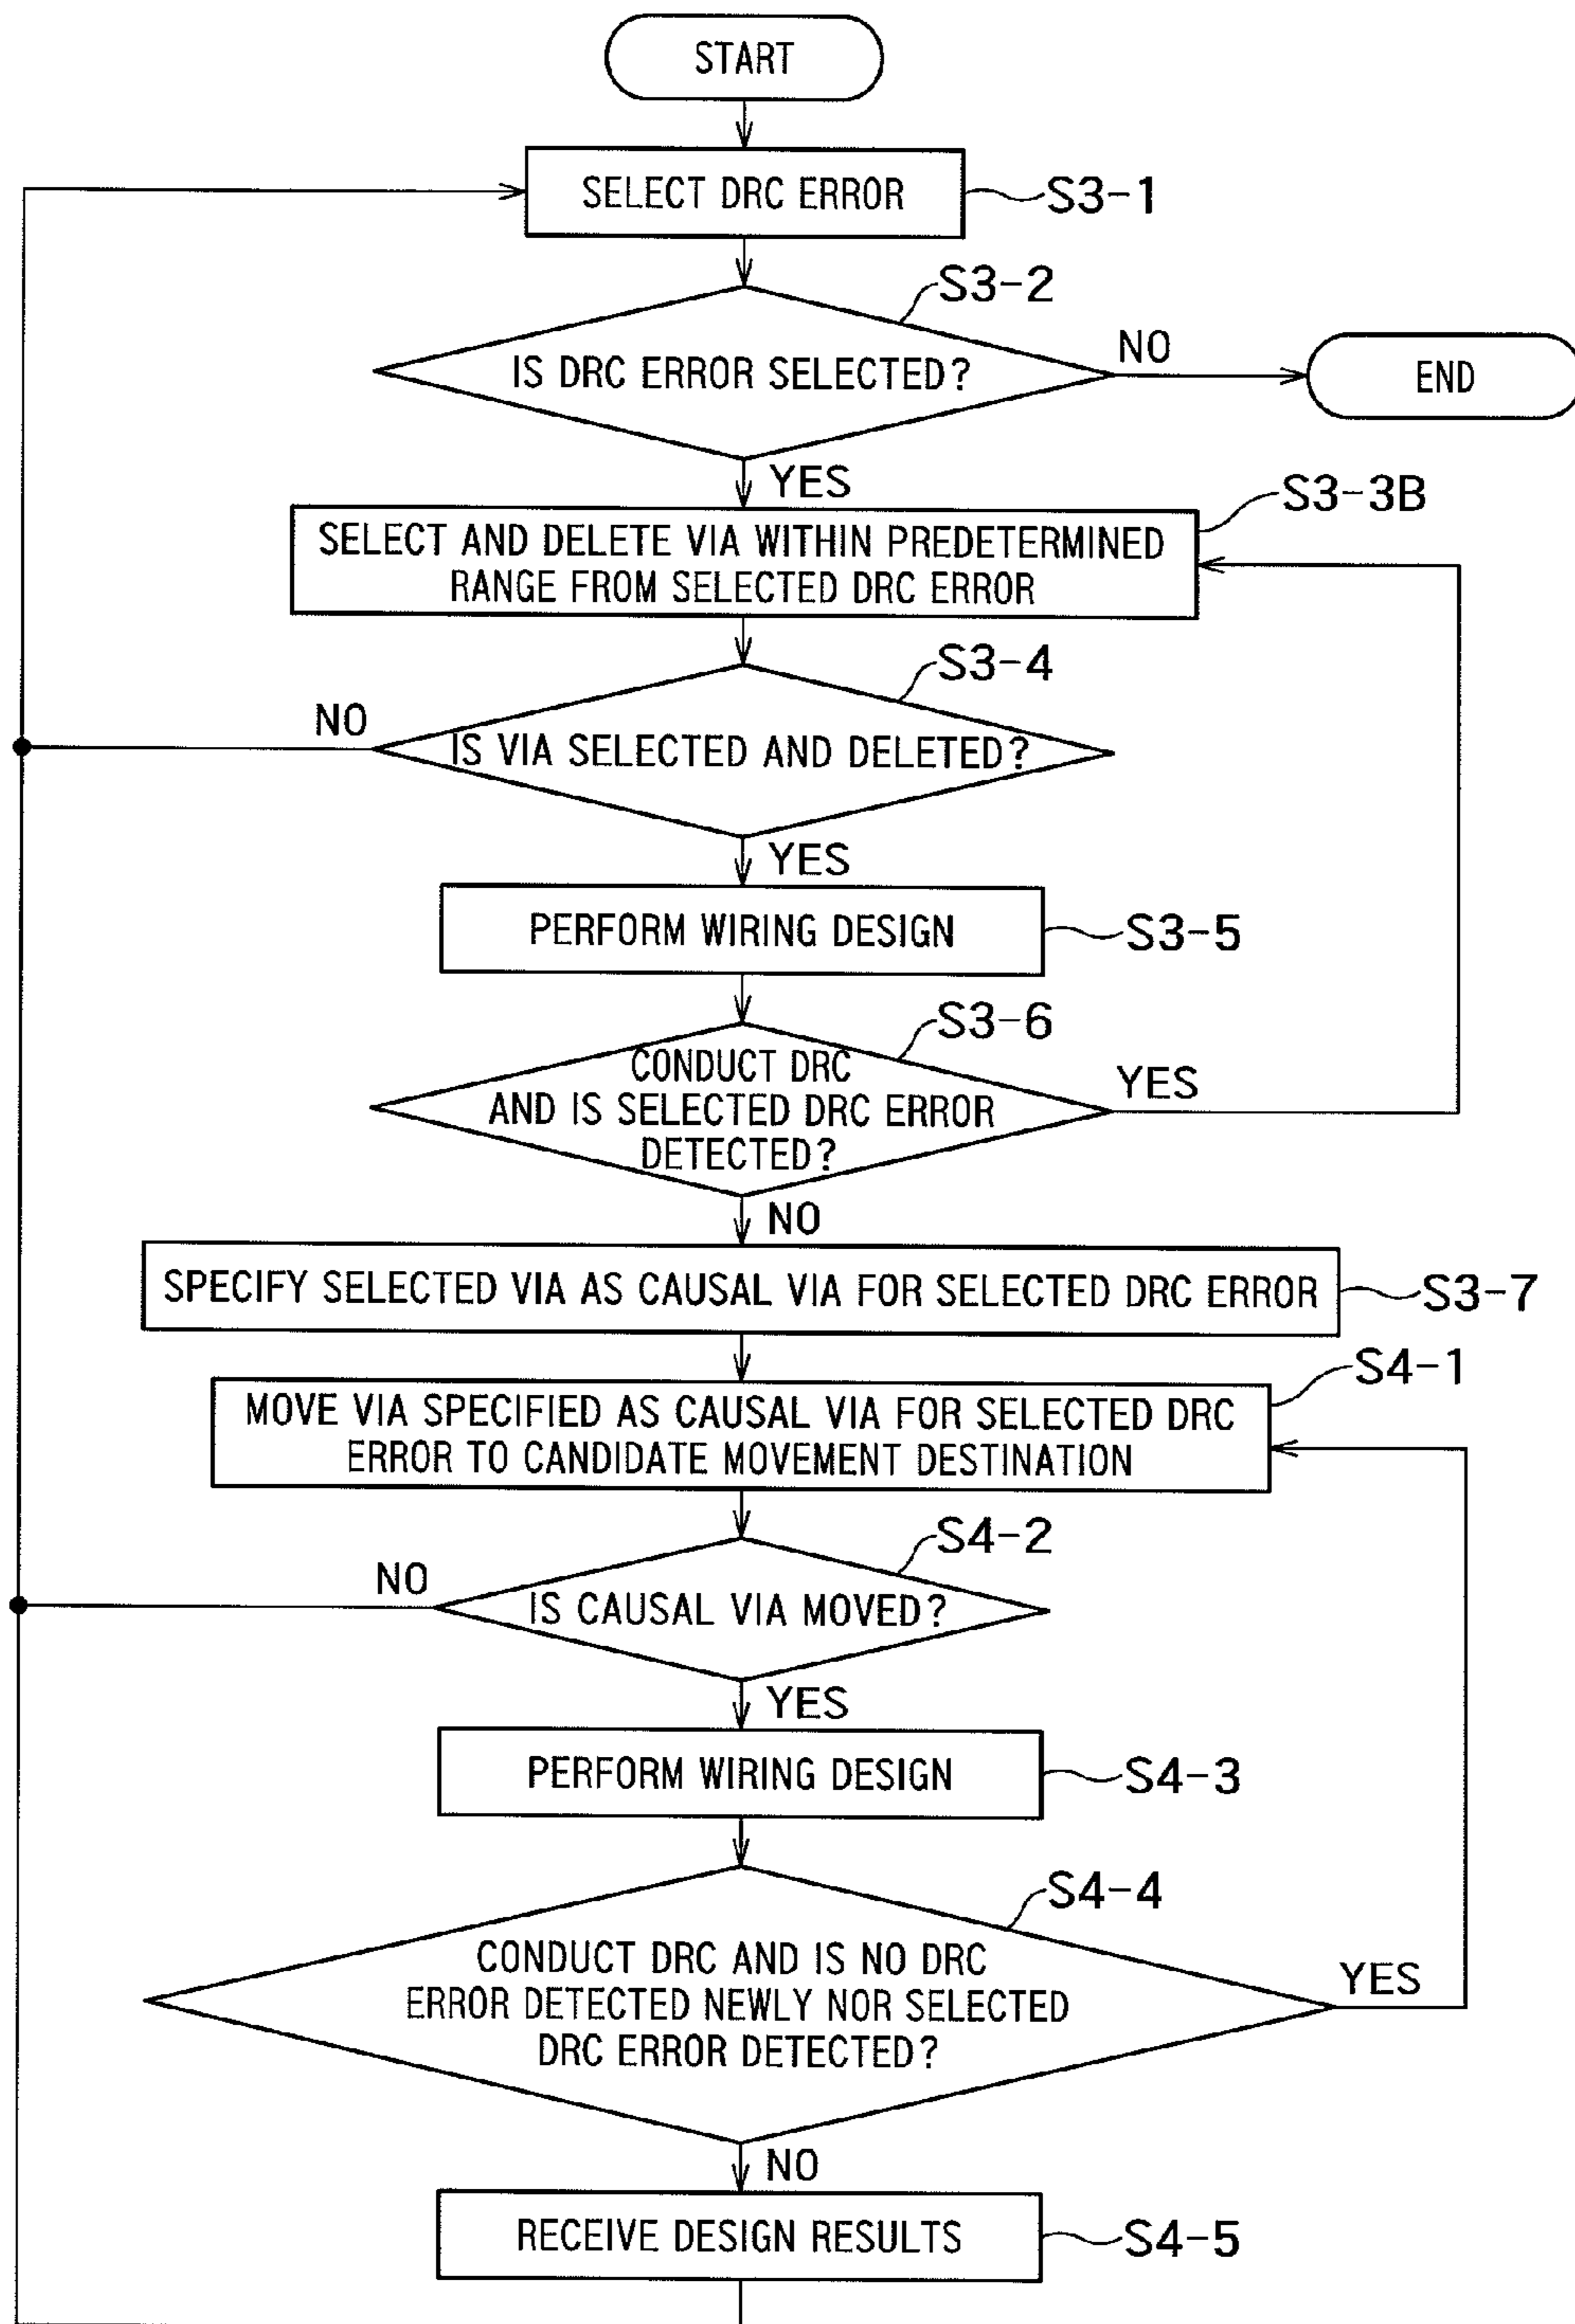 START
SELECT DRC ERROR
S3-1
S3-2
IS DRC ERROR SELECTED?
NO
END
YES
S3-3B
SELECT AND DELETE VIA WITHIN PREDETERMINED
RANGE FROM SELECTED DRC ERROR
S3-4
NO
IS VIA SELECTED AND DELETED?
YES
PERFORM WIRING DESIGN
S3-5
S3-6
CONDUCT DRC
AND IS SELECTED DRC ERROR
DETECTED?
YES
NO
SPECIFY SELECTED VIA AS CAUSAL VIA FOR SELECTED DRC ERROR
S3-7
S4-1
MOVE VIA SPECIFIED AS CAUSAL VIA FOR SELECTED DRC
ERROR TO CANDIDATE MOVEMENT DESTINATION
S4-2
NO
IS CAUSAL VIA MOVED?
YES
PERFORM WIRING DESIGN
S4-3
S4-4
CONDUCT DRC AND IS NO DRC
ERROR DETECTED NEWLY NOR SELECTED
DRC ERROR DETECTED?
YES
NO
RECEIVE DESIGN RESULTS
S4-5